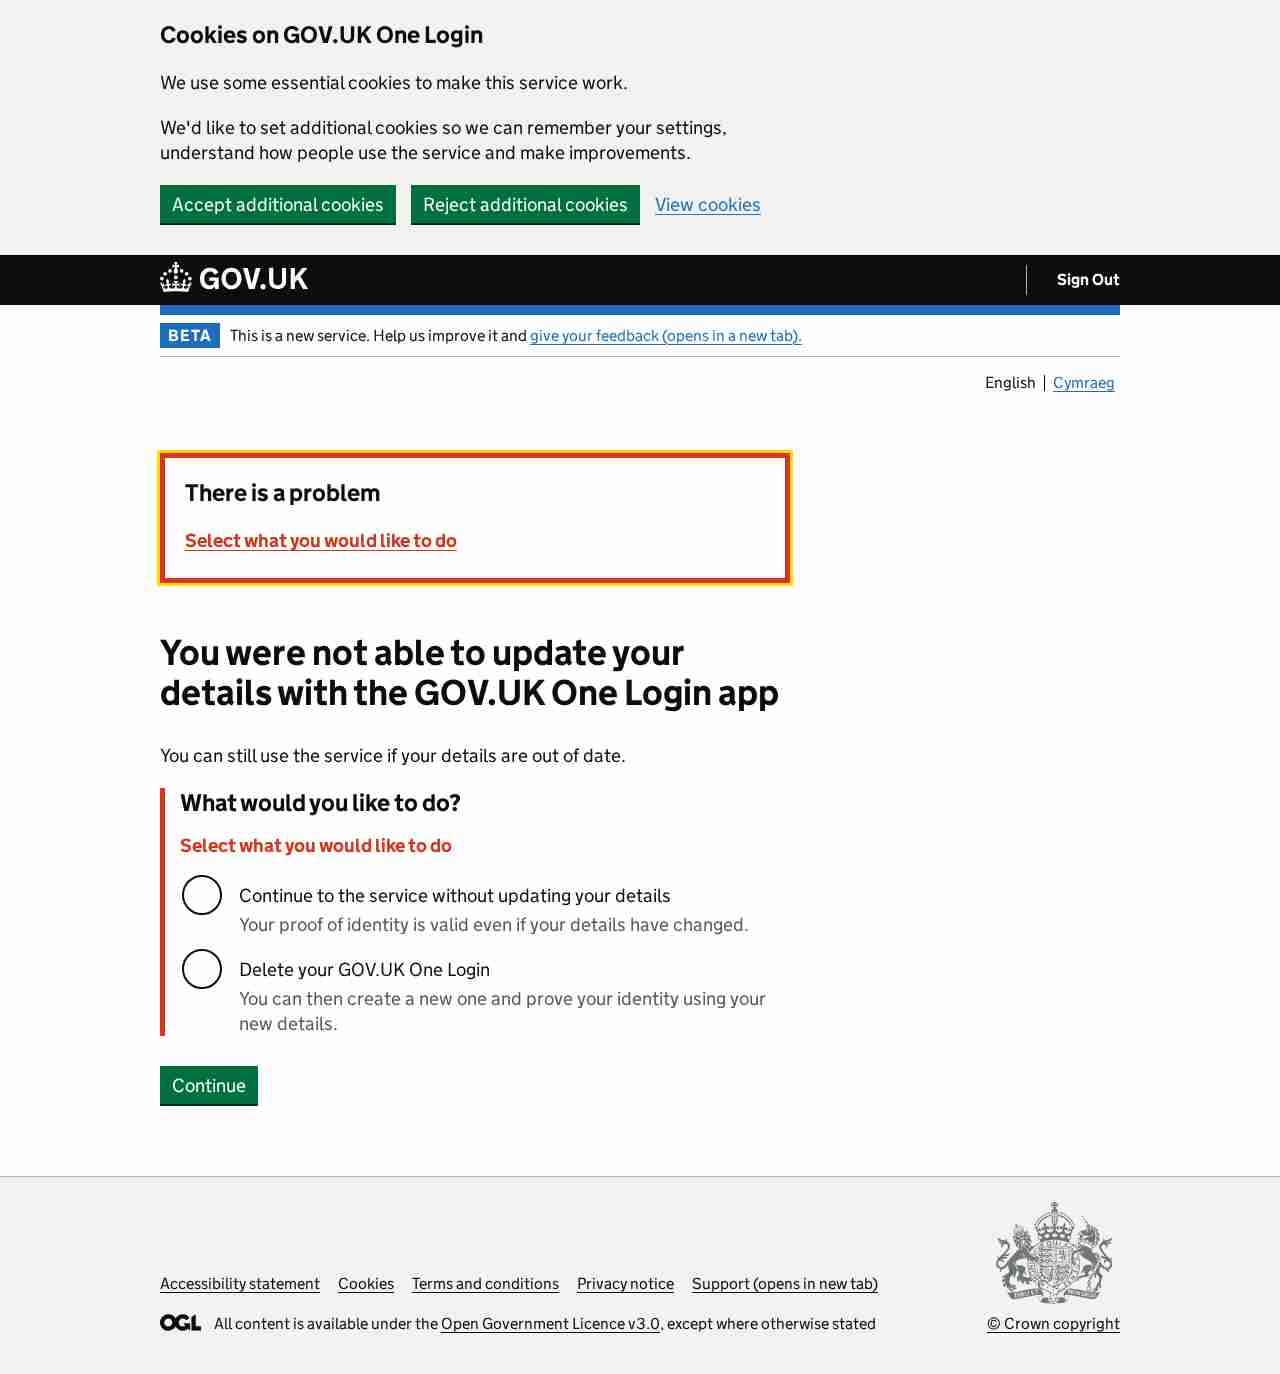 Cookies on GOV.UK One Login
We use some essential cookies to make this service work.
We'd like to set additional cookies so we can remember your settings,
understand how people use the service and make improvements.
Accept additional cookies Reject additional cookies View cookies
GOV.UK Sign Out
BETA This is a new service. Help us improve it and give your feedback (opens in a new tab).
English Cymraeg
There is a problem
Select what you would like to do
You were not able to update your
details with the GOV.UK One Login app
You can still use the service if your details are out of date.
What would you like to do?
Select what you would like to do
Continue to the service without updating your details
Your proof of identity is valid even if your details have changed.
Delete your GOV.UK One Login
You can then create a new one and prove your identity using your
new details.
Continue
Accessibility statement Cookies Terms and conditions Privacy notice Support (opens in new tab)
OGL All content is available under the Open Government Licence v3.0, except where otherwise stated
© Crown copyright